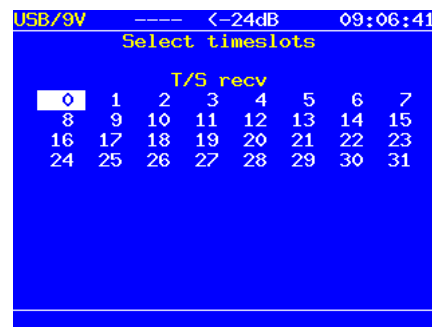 USB/9V ---- <-24dB 09:06:41
Select timeslots
T/S recv
0 1 2 3 4 5 6 7
8 9 10 11 12 13 14 15
16 17 18 19 20 21 22 23
24 25 26 27 28 29 30 31